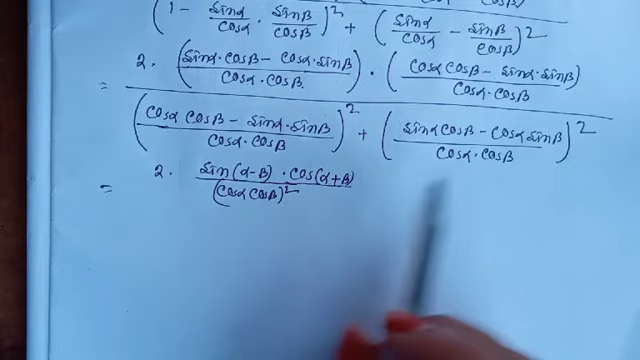 (1 - sinα/cosα · sinβ/cosβ)² + (sinα/cosα - sinβ/cosβ)²
2. (sinα·cosβ - cosα·sinβ / cosα·cosβ) · (cosα cosβ - sinα·sinβ / cosα·cosβ)
=
(cosα cosβ - sinα·sinβ / cosα·cosβ)² + (sinα cosβ - cosα sinβ / cosα·cosβ)²
2. sin(α-β) · cos(α+β) / (cosα cosβ)²
=